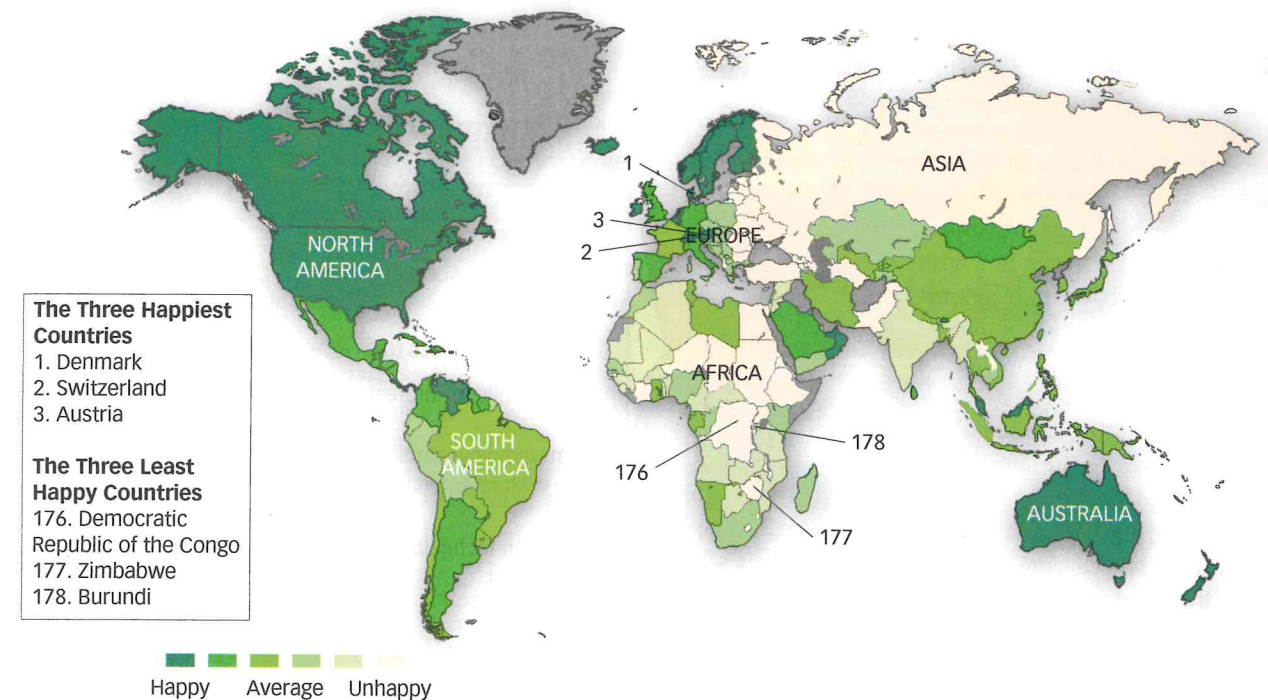 NORTH
AMERICA
SOUTH
AMERICA
1
3
2
EUROPE
ASIA
AFRICA
176
178
177
AUSTRALIA
The Three Happiest
Countries
1. Denmark
2. Switzerland
3. Austria
The Three Least
Happy Countries
176. Democratic
Republic of the Congo
177. Zimbabwe
178. Burundi
Happy Average Unhappy